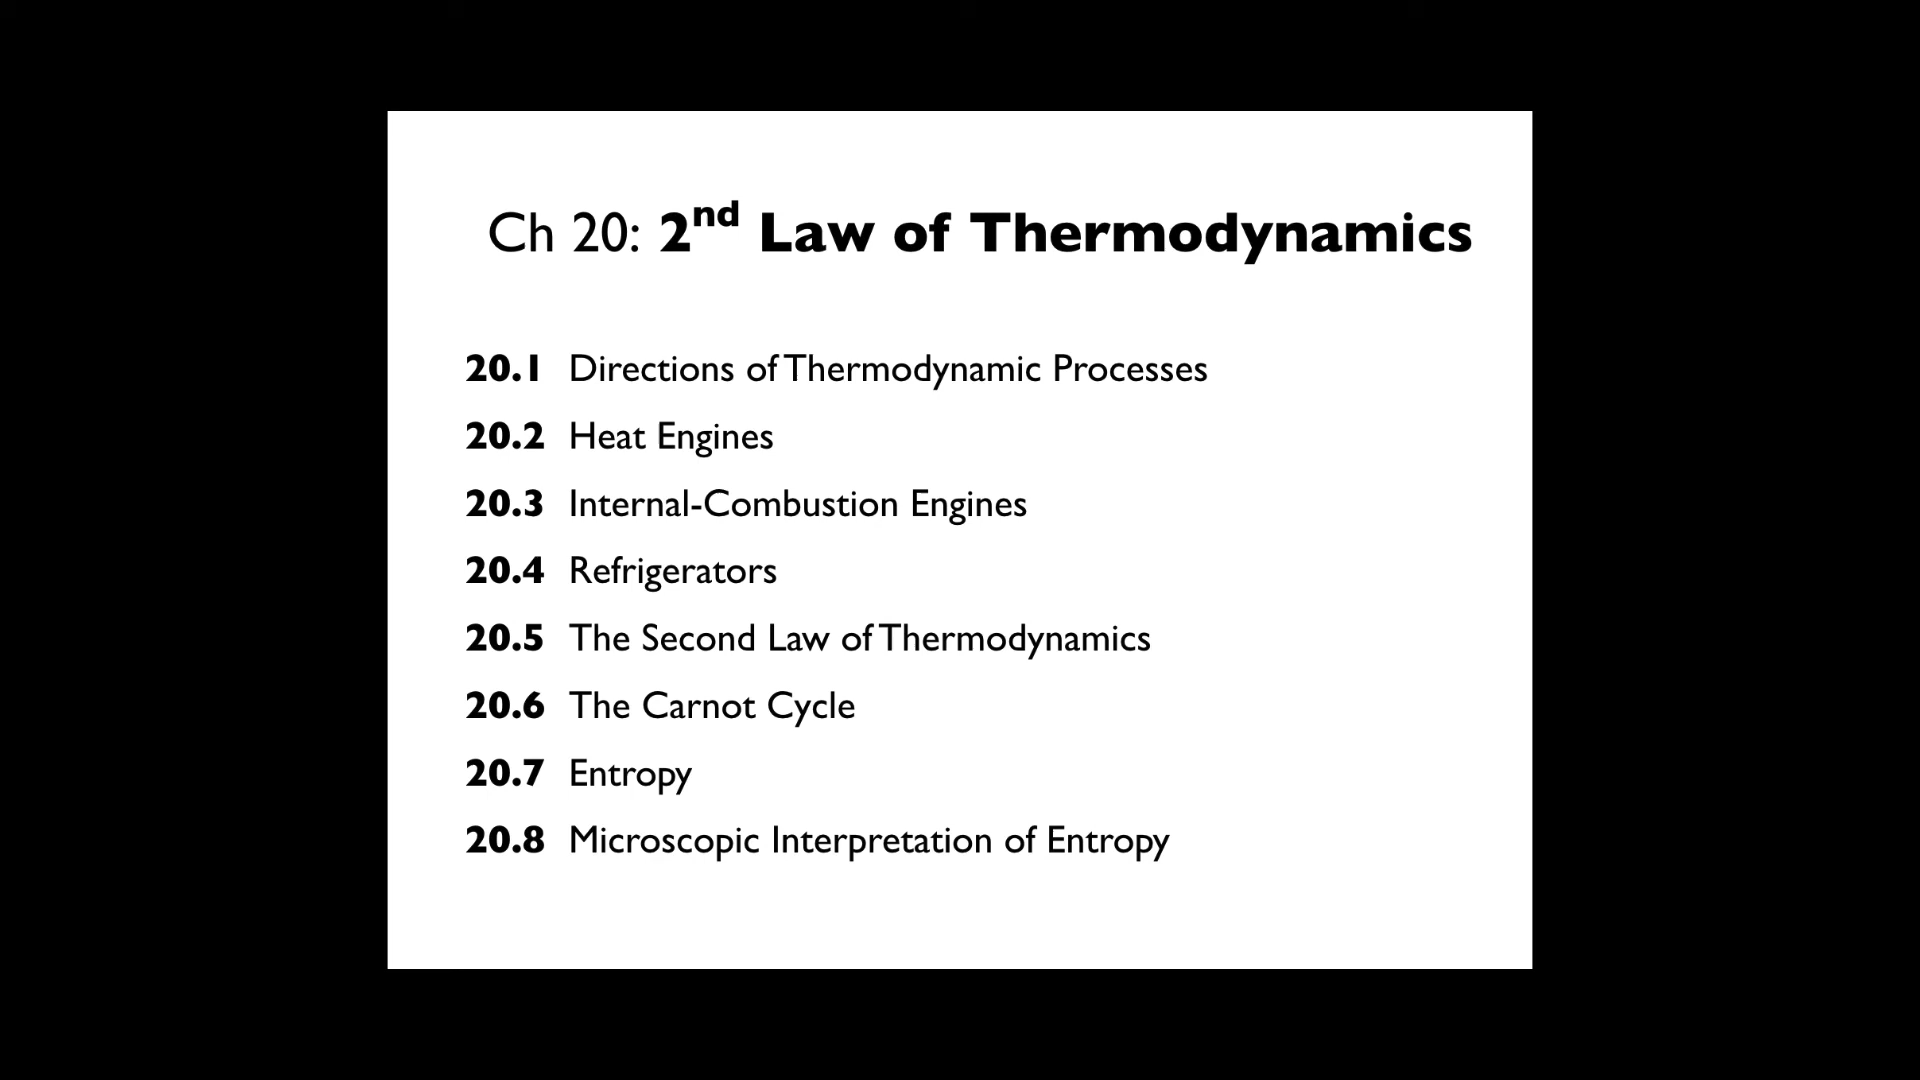 Ch 20: 2nd Law of Thermodynamics
20.1 Directions of Thermodynamic Processes
20.2 Heat Engines
20.3 Internal-Combustion Engines
20.4 Refrigerators
20.5 The Second Law of Thermodynamics
20.6 The Carnot Cycle
20.7 Entropy
20.8 Microscopic Interpretation of Entropy